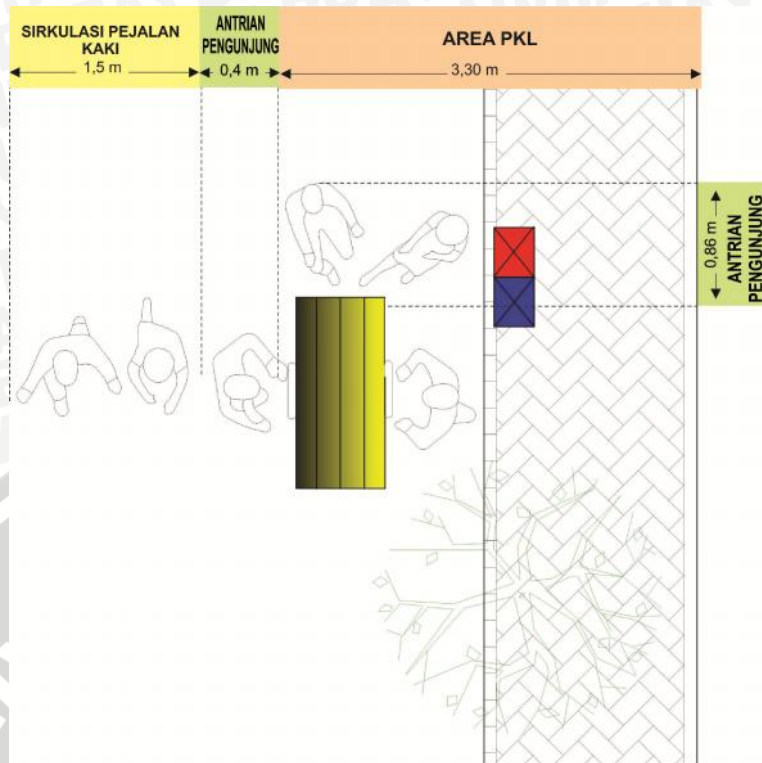 SIRKULASI PEJALAN
KAKI
1,5 m
ANTRIAN
PENGUNJUNG
0,4 m
AREA PKL
3,30 m
0,86 m
ANTRIAN
PENGUNJUNG